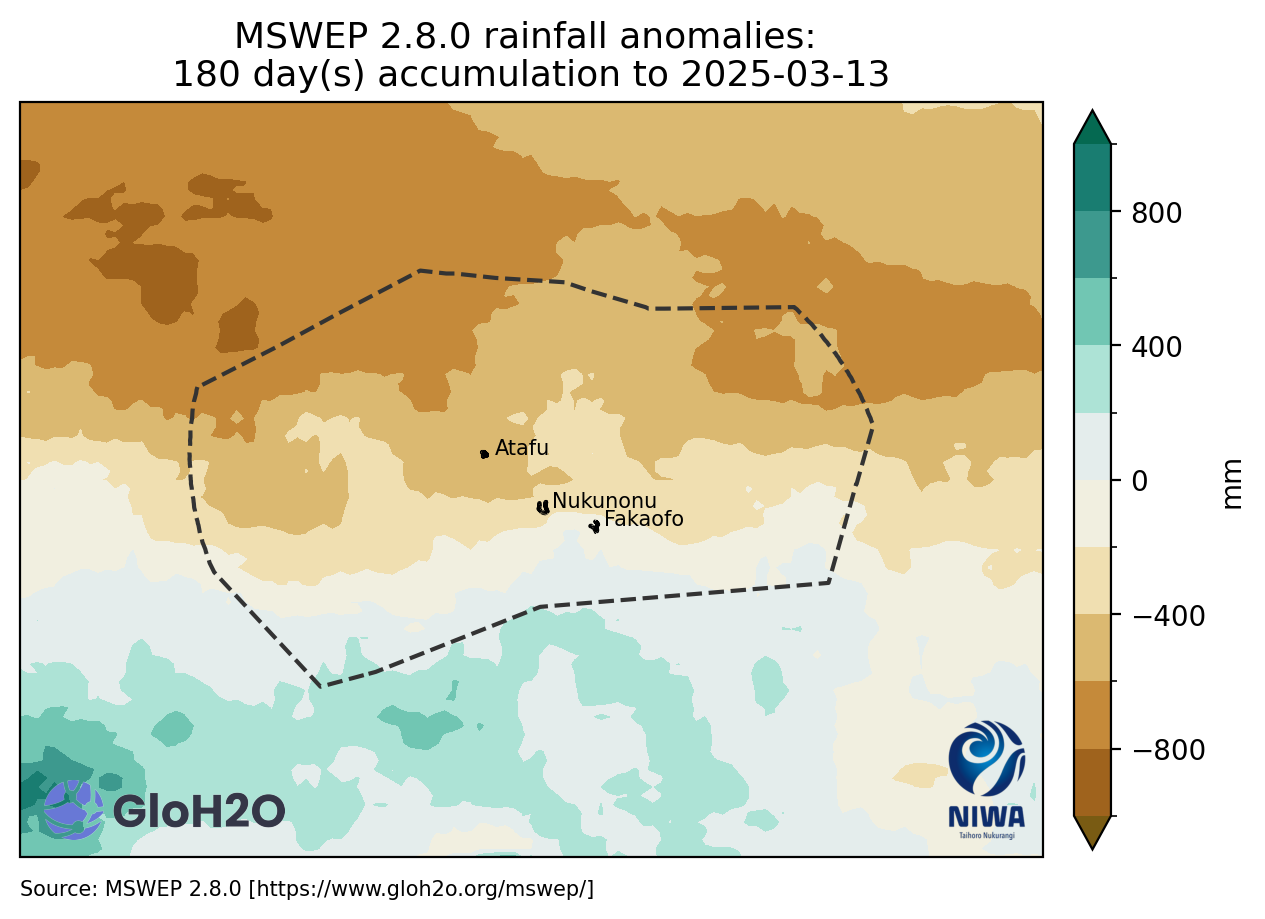 MSWEP 2.8.0 rainfall anomalies:
180 day(s) accumulation to 2025-03-13
Atafu
Nukunonu
Fakaofo
800
400
0
−400
−800
mm
GloH2O
NIWA
Taihoro Nukurangi
Source: MSWEP 2.8.0 [https://www.gloh2o.org/mswep/]